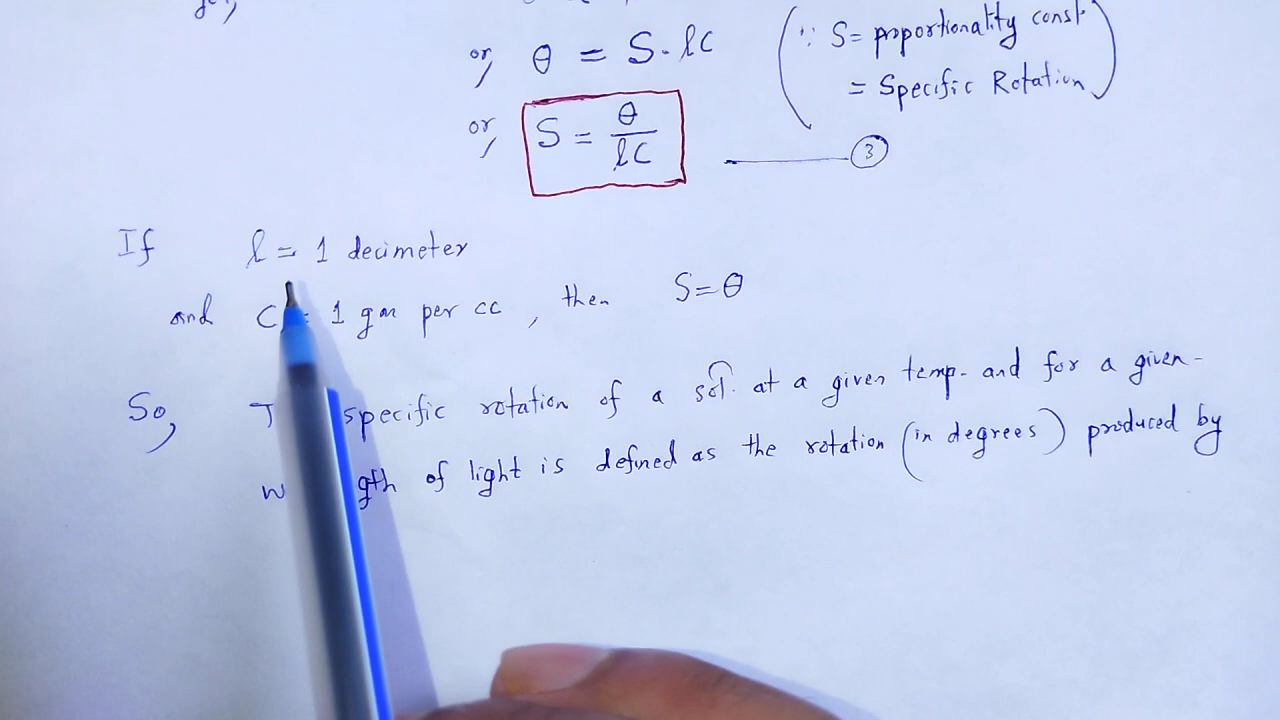 or, θ = S. lC (∵ S = proportionality const.
= Specific Rotation)
or, S = θ/lC ——— ③
If l = 1 decimeter
and C = 1 gm per cc, then S = θ
So, specific rotation of a sol. at a given temp. and for a given
of light is defined as the rotation (in degrees) produced by